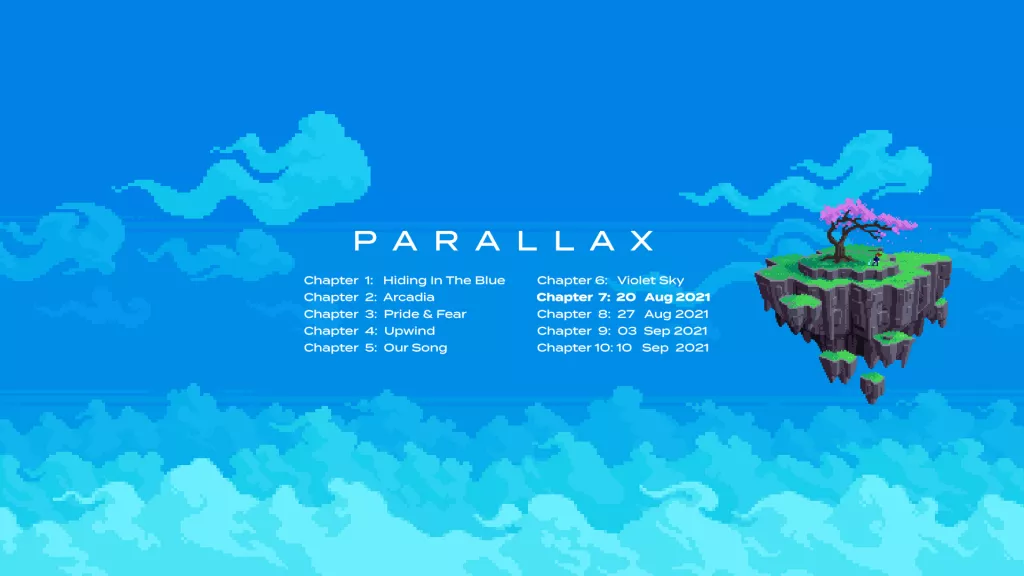 PARALLAX
Chapter 1: Hiding In The Blue
Chapter 2: Arcadia
Chapter 3: Pride & Fear
Chapter 4: Upwind
Chapter 5: Our Song
Chapter 6: Violet Sky
Chapter 7: 20 Aug 2021
Chapter 8: 27 Aug 2021
Chapter 9: 03 Sep 2021
Chapter 10: 10 Sep 2021